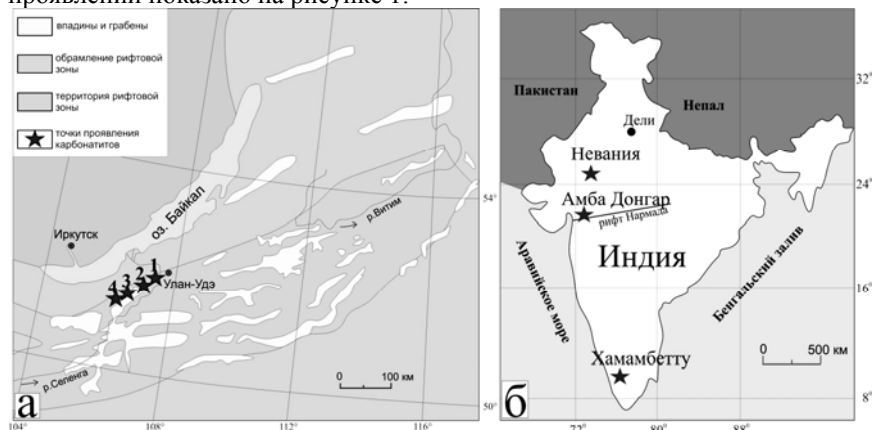 проявлений показано на рисунке 1.
впадины и грабены
обрамление рифтовой
зоны
территория рифтовой
зоны
точки проявления
карбонатитов
Иркутск
оз. Байкал
р.Витим
54°
4 3 2 1
Улан-Удэ
р.Селенга
0 100 км
а
104° 108° 112° 116° 50°
Пакистан
Непал
32°
Дели
Невания
24°
Амба Донгар
рифт Нармада
Индия
Аравийское море
Бенгальский залив
16°
Хамамбетту
0 500 км
б
8°
72° 80° 88°